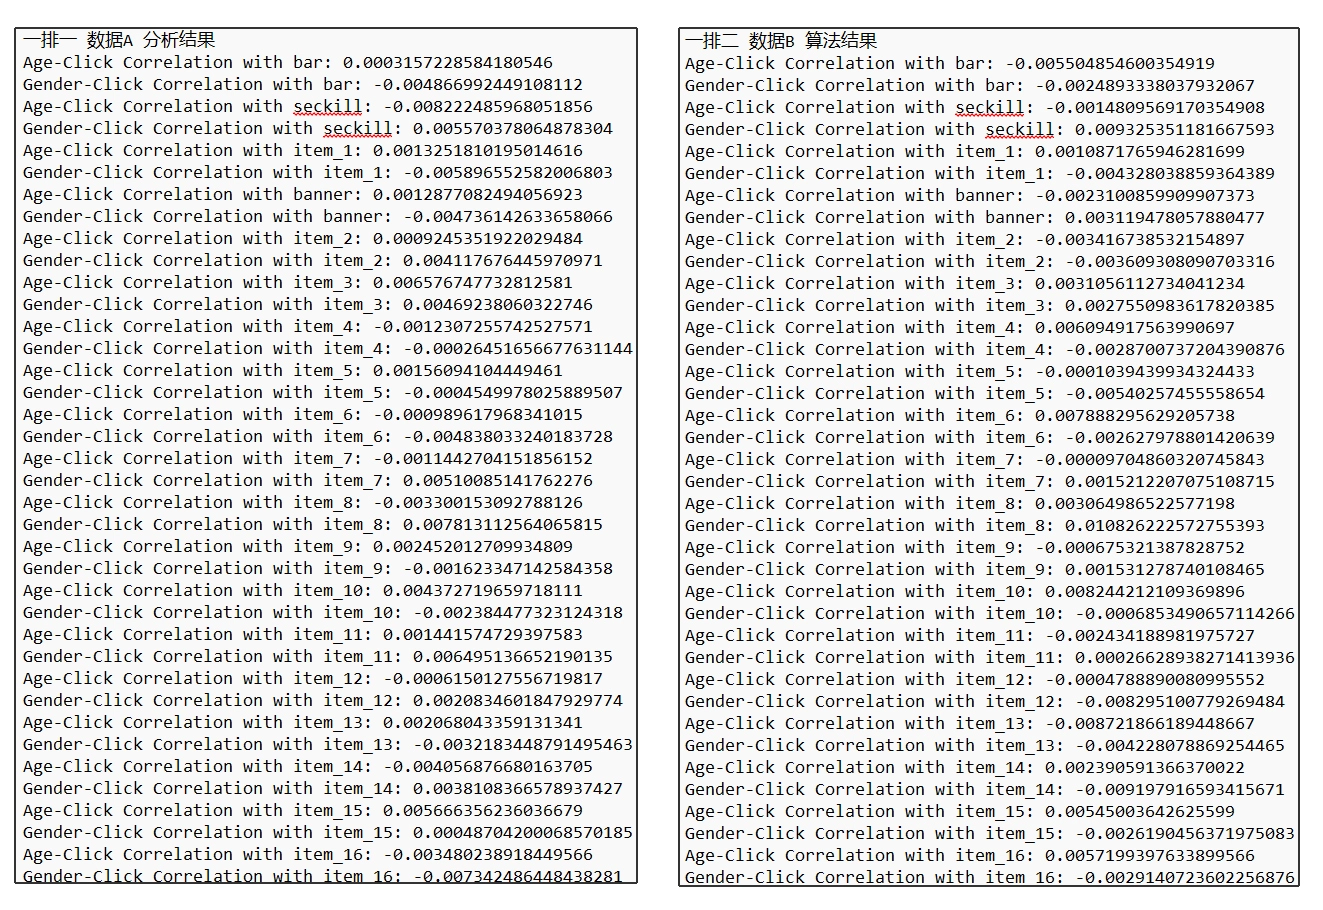 一排一 数据A 分析结果
Age-Click Correlation with bar: 0.0003157228584180546
Gender-Click Correlation with bar: -0.004866992449108112
Age-Click Correlation with seckill: -0.008222485968051856
Gender-Click Correlation with seckill: 0.005570378064878304
Age-Click Correlation with item_1: 0.0013251810195014616
Gender-Click Correlation with item_1: -0.005896552582006803
Age-Click Correlation with banner: 0.0012877082494056923
Gender-Click Correlation with banner: -0.004736142633658066
Age-Click Correlation with item_2: 0.0009245351922029484
Gender-Click Correlation with item_2: 0.004117676445970971
Age-Click Correlation with item_3: 0.006576747732812581
Gender-Click Correlation with item_3: 0.00469238060322746
Age-Click Correlation with item_4: -0.0012307255742527571
Gender-Click Correlation with item_4: -0.00026451656677631144
Age-Click Correlation with item_5: 0.00156094104449461
Gender-Click Correlation with item_5: -0.0004549978025889507
Age-Click Correlation with item_6: -0.000989617968341015
Gender-Click Correlation with item_6: -0.004838033240183728
Age-Click Correlation with item_7: -0.0011442704151856152
Gender-Click Correlation with item_7: 0.00510085141762276
Age-Click Correlation with item_8: -0.003300153092788126
Gender-Click Correlation with item_8: 0.007813112564065815
Age-Click Correlation with item_9: 0.002452012709934809
Gender-Click Correlation with item_9: -0.001623347142584358
Age-Click Correlation with item_10: 0.004372719659718111
Gender-Click Correlation with item_10: -0.002384477323124318
Age-Click Correlation with item_11: 0.001441574729397583
Gender-Click Correlation with item_11: 0.006495136652190135
Age-Click Correlation with item_12: -0.0006150127556719817
Gender-Click Correlation with item_12: 0.0020834601847929774
Age-Click Correlation with item_13: 0.002068043359131341
Gender-Click Correlation with item_13: -0.0032183448791495463
Age-Click Correlation with item_14: -0.004056876680163705
Gender-Click Correlation with item_14: 0.0038108366578937427
Age-Click Correlation with item_15: 0.005666356236036679
Gender-Click Correlation with item_15: 0.00048704200068570185
Age-Click Correlation with item_16: -0.003480238918449566
Gender-Click Correlation with item_16: -0.007342486448438281
一排二 数据B 算法结果
Age-Click Correlation with bar: -0.005504854600354919
Gender-Click Correlation with bar: -0.0024893338037932067
Age-Click Correlation with seckill: -0.0014809569170354908
Gender-Click Correlation with seckill: 0.009325351181667593
Age-Click Correlation with item_1: 0.0010871765946281699
Gender-Click Correlation with item_1: -0.004328038859364389
Age-Click Correlation with banner: -0.0023100859909907373
Gender-Click Correlation with banner: 0.003119478057880477
Age-Click Correlation with item_2: -0.003416738532154897
Gender-Click Correlation with item_2: -0.003609308090703316
Age-Click Correlation with item_3: 0.0031056112734041234
Gender-Click Correlation with item_3: 0.0027550983617820385
Age-Click Correlation with item_4: 0.006094917563990697
Gender-Click Correlation with item_4: -0.0028700737204390876
Age-Click Correlation with item_5: -0.0001039439934324433
Gender-Click Correlation with item_5: -0.00540257455558654
Age-Click Correlation with item_6: 0.007888295629205738
Gender-Click Correlation with item_6: -0.002627978801420639
Age-Click Correlation with item_7: -0.00009704860320745843
Gender-Click Correlation with item_7: 0.0015212207075108715
Age-Click Correlation with item_8: 0.003064986522577198
Gender-Click Correlation with item_8: 0.010826222572755393
Age-Click Correlation with item_9: -0.000675321387828752
Gender-Click Correlation with item_9: 0.001531278740108465
Age-Click Correlation with item_10: 0.008244212109369896
Gender-Click Correlation with item_10: -0.0006853490657114266
Age-Click Correlation with item_11: -0.002434188981975727
Gender-Click Correlation with item_11: 0.00026628938271413936
Age-Click Correlation with item_12: -0.0004788890080995552
Gender-Click Correlation with item_12: -0.008295100779269484
Age-Click Correlation with item_13: -0.008721866189448667
Gender-Click Correlation with item_13: -0.004228078869254465
Age-Click Correlation with item_14: 0.002390591366370022
Gender-Click Correlation with item_14: -0.009197916593415671
Age-Click Correlation with item_15: 0.00545003642625599
Gender-Click Correlation with item_15: -0.0026190456371975083
Age-Click Correlation with item_16: 0.0057199397633899566
Gender-Click Correlation with item_16: -0.0029140723602256876